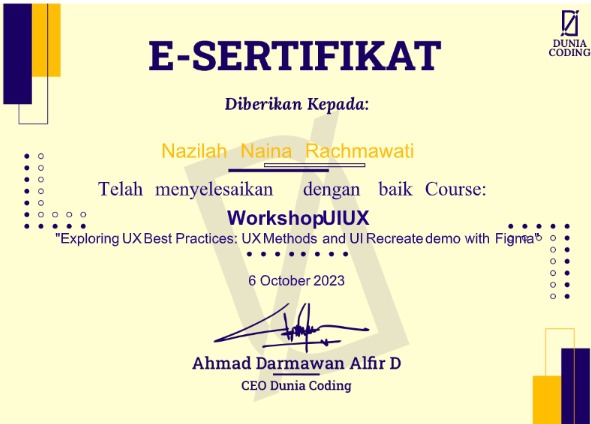 E-SERTIFIKAT
DUNIA
CODING
Diberikan Kepada:
Nazilah Naina Rachmawati
Telah menyelesaikan dengan baik Course:
WorkshopUIUX
"Exploring UX Best Practices: UX Methods and UI Recreate demo with Figma"
6 October 2023
Ahmad Darmawan Alfir D
CEO Dunia Coding